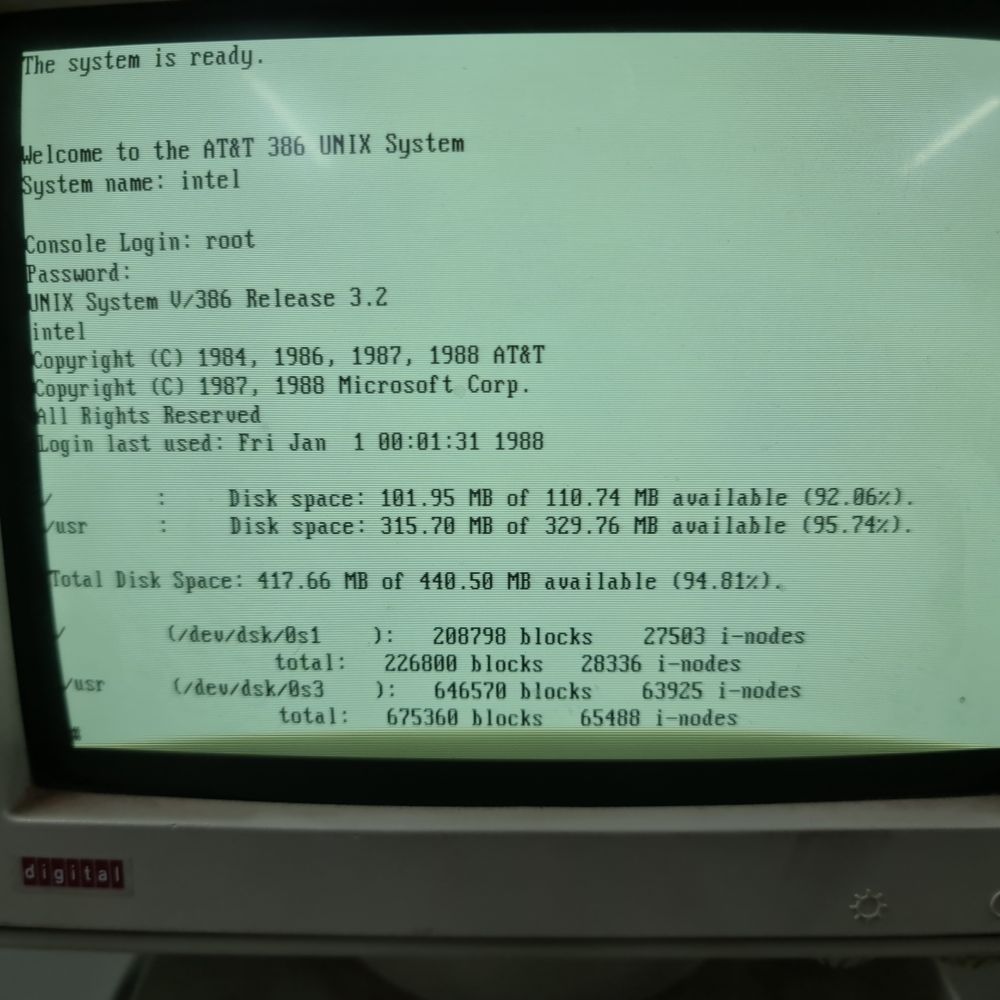 The system is ready.
Welcome to the AT&T 386 UNIX System
System name: intel
Console Login: root
Password:
UNIX System V/386 Release 3.2
intel
Copyright (C) 1984, 1986, 1987, 1988 AT&T
Copyright (C) 1987, 1988 Microsoft Corp.
All Rights Reserved
Login last used: Fri Jan  1 00:01:31 1988
/ : Disk space: 101.95 MB of 110.74 MB available (92.06%).
/usr : Disk space: 315.70 MB of 329.76 MB available (95.74%).
Total Disk Space: 417.66 MB of 440.50 MB available (94.81%).
/ (/dev/dsk/0s1 ): 208798 blocks 27503 i-nodes
total: 226800 blocks 28336 i-nodes
/usr (/dev/dsk/0s3 ): 646570 blocks 63925 i-nodes
total: 675360 blocks 65488 i-nodes
#
digital